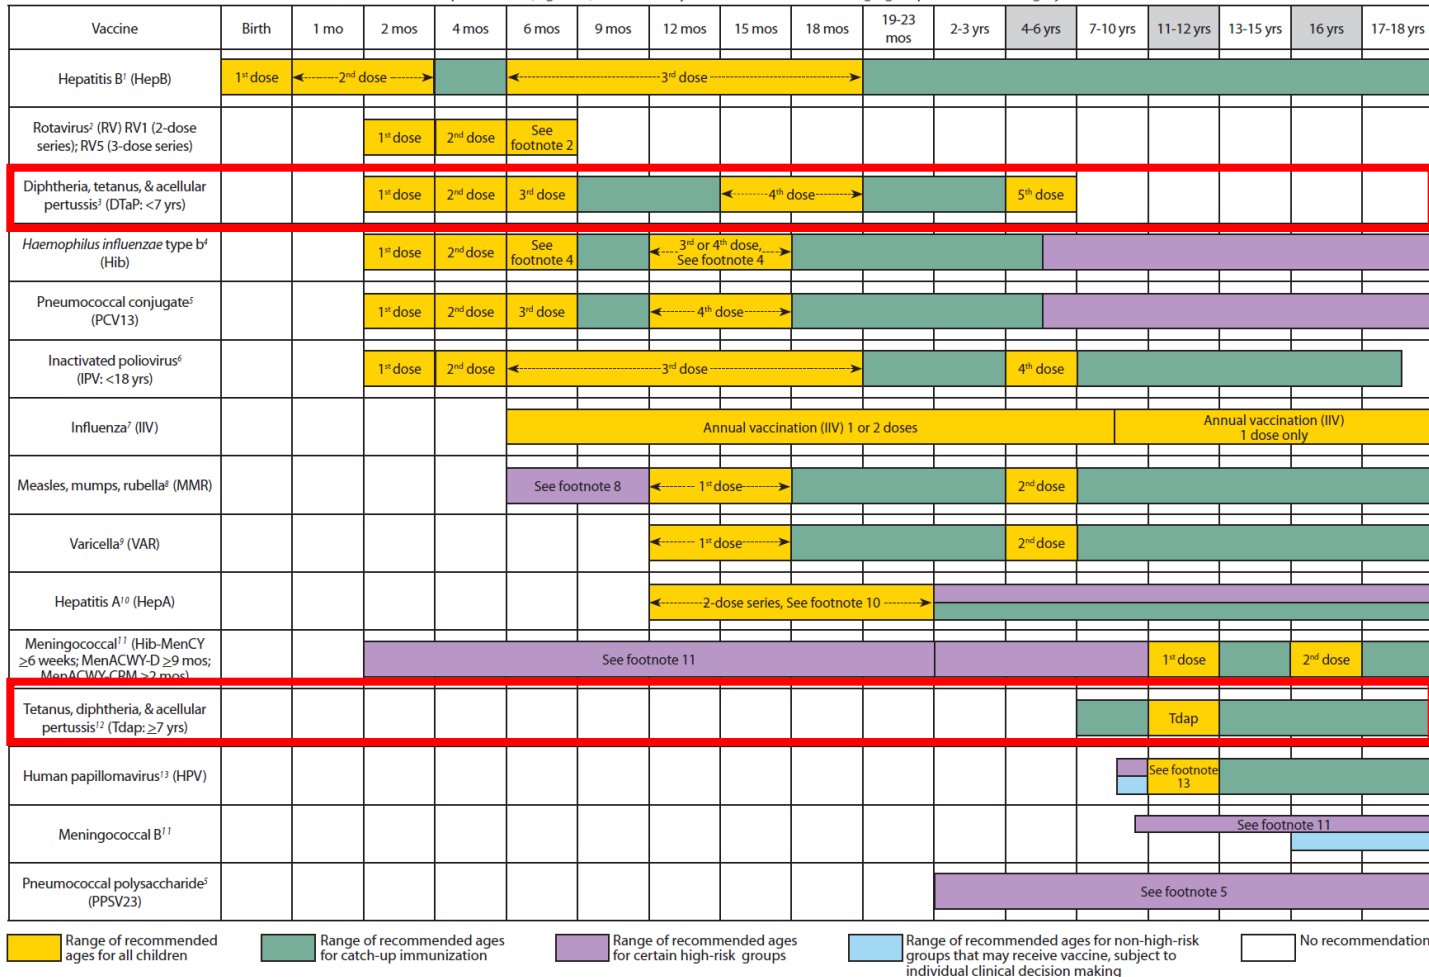 Vaccine Birth 1 mo 2 mos 4 mos 6 mos 9 mos 12 mos 15 mos 18 mos 19-23 mos 2-3 yrs 4-6 yrs 7-10 yrs 11-12 yrs 13-15 yrs 16 yrs 17-18 yrs
Hepatitis B1 (HepB)
1st dose 2nd dose 3rd dose
Rotavirus2 (RV) RV1 (2-dose
series); RV5 (3-dose series)
1st dose 2nd dose See
footnote 2
Diphtheria, tetanus, & acellular
pertussis3 (DTaP: <7 yrs)
1st dose 2nd dose 3rd dose 4th dose 5th dose
Haemophilus influenzae type b4
(Hib)
1st dose 2nd dose See
footnote 4
3rd or 4th dose,
See footnote 4
Pneumococcal conjugate5
(PCV13)
1st dose 2nd dose 3rd dose 4th dose
Inactivated poliovirus6
(IPV: <18 yrs)
1st dose 2nd dose 3rd dose 4th dose
Influenza7 (IIV)
Annual vaccination (IIV) 1 or 2 doses
Annual vaccination (IIV)
1 dose only
Measles, mumps, rubella8 (MMR)
See footnote 8 1st dose 2nd dose
Varicella9 (VAR)
1st dose 2nd dose
Hepatitis A10 (HepA)
2-dose series, See footnote 10
Meningococcal11 (Hib-MenCY
≥6 weeks; MenACWY-D ≥9 mos;
MenACWY-CRM ≥2 mos)
See footnote 11 1st dose 2nd dose
Tetanus, diphtheria, & acellular
pertussis12 (Tdap: ≥7 yrs)
Tdap
Human papillomavirus13 (HPV)
See footnote
13
Meningococcal B11
See footnote 11
Pneumococcal polysaccharide5
(PPSV23)
See footnote 5
Range of recommended
ages for all children
Range of recommended ages
for catch-up immunization
Range of recommended ages
for certain high-risk groups
Range of recommended ages for non-high-risk
groups that may receive vaccine, subject to
individual clinical decision making
No recommendation